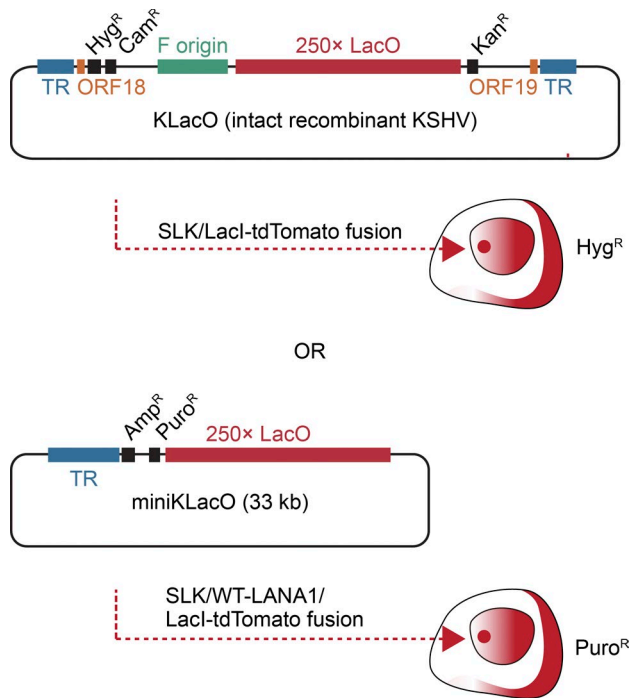 Hyg^R Cam^R F origin 250× LacO Kan^R
TR ORF18 ORF19 TR
KLacO (intact recombinant KSHV)
SLK/LacI-tdTomato fusion
Hyg^R
OR
Amp^R Puro^R 250× LacO
TR
miniKLacO (33 kb)
SLK/WT-LANA1/
LacI-tdTomato fusion
Puro^R